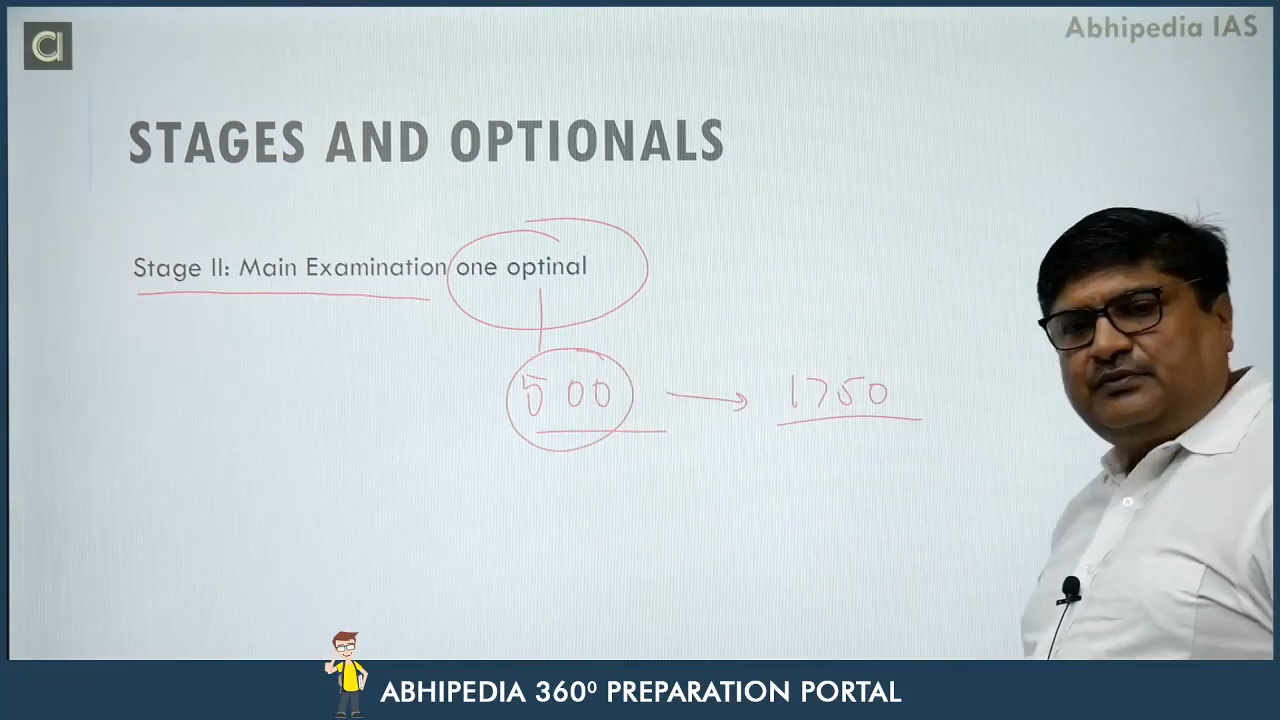 Abhipedia IAS
STAGES AND OPTIONALS
Stage II: Main Examination one optinal
500 → 1750
ABHIPEDIA 360⁰ PREPARATION PORTAL